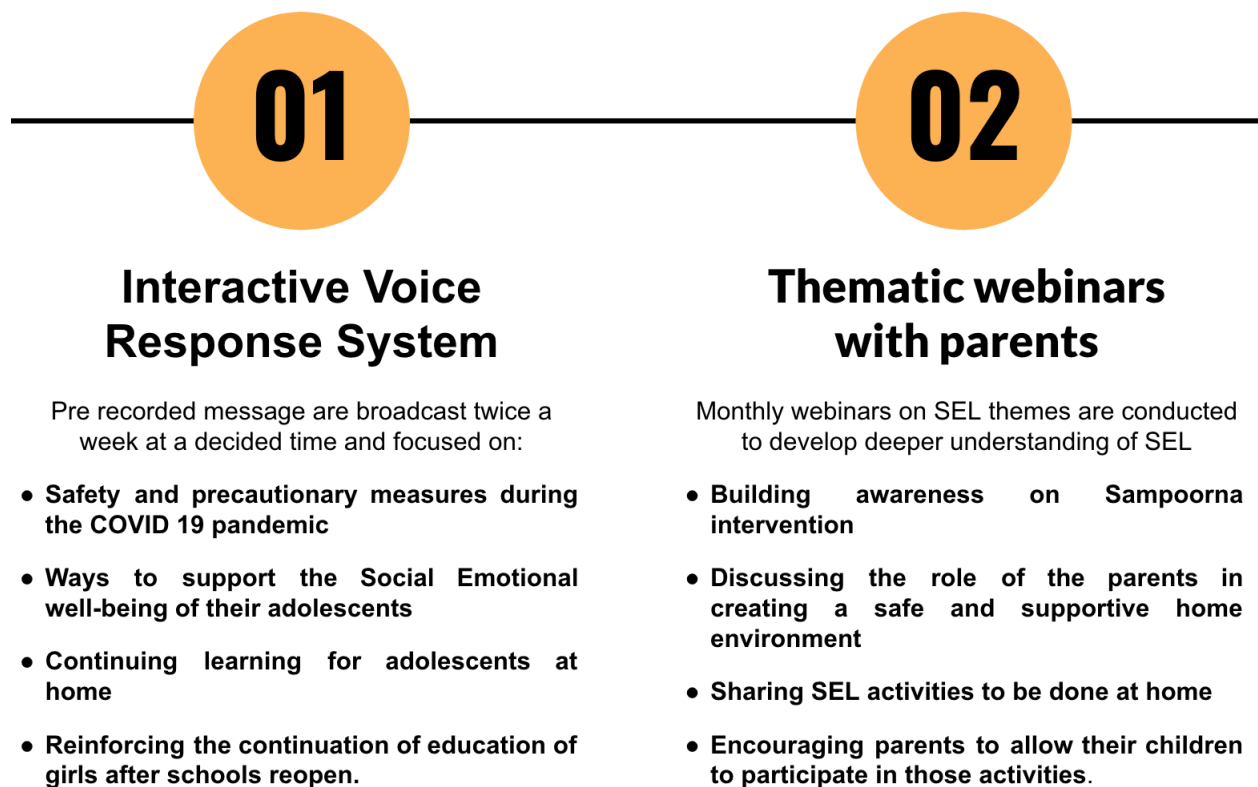 01
Interactive Voice
Response System
Pre recorded message are broadcast twice a
week at a decided time and focused on:
● Safety and precautionary measures during
the COVID 19 pandemic
● Ways to support the Social Emotional
well-being of their adolescents
● Continuing learning for adolescents at
home
● Reinforcing the continuation of education of
girls after schools reopen.
02
Thematic webinars
with parents
Monthly webinars on SEL themes are conducted
to develop deeper understanding of SEL
● Building awareness on Sampoorna
intervention
● Discussing the role of the parents in
creating a safe and supportive home
environment
● Sharing SEL activities to be done at home
● Encouraging parents to allow their children
to participate in those activities.